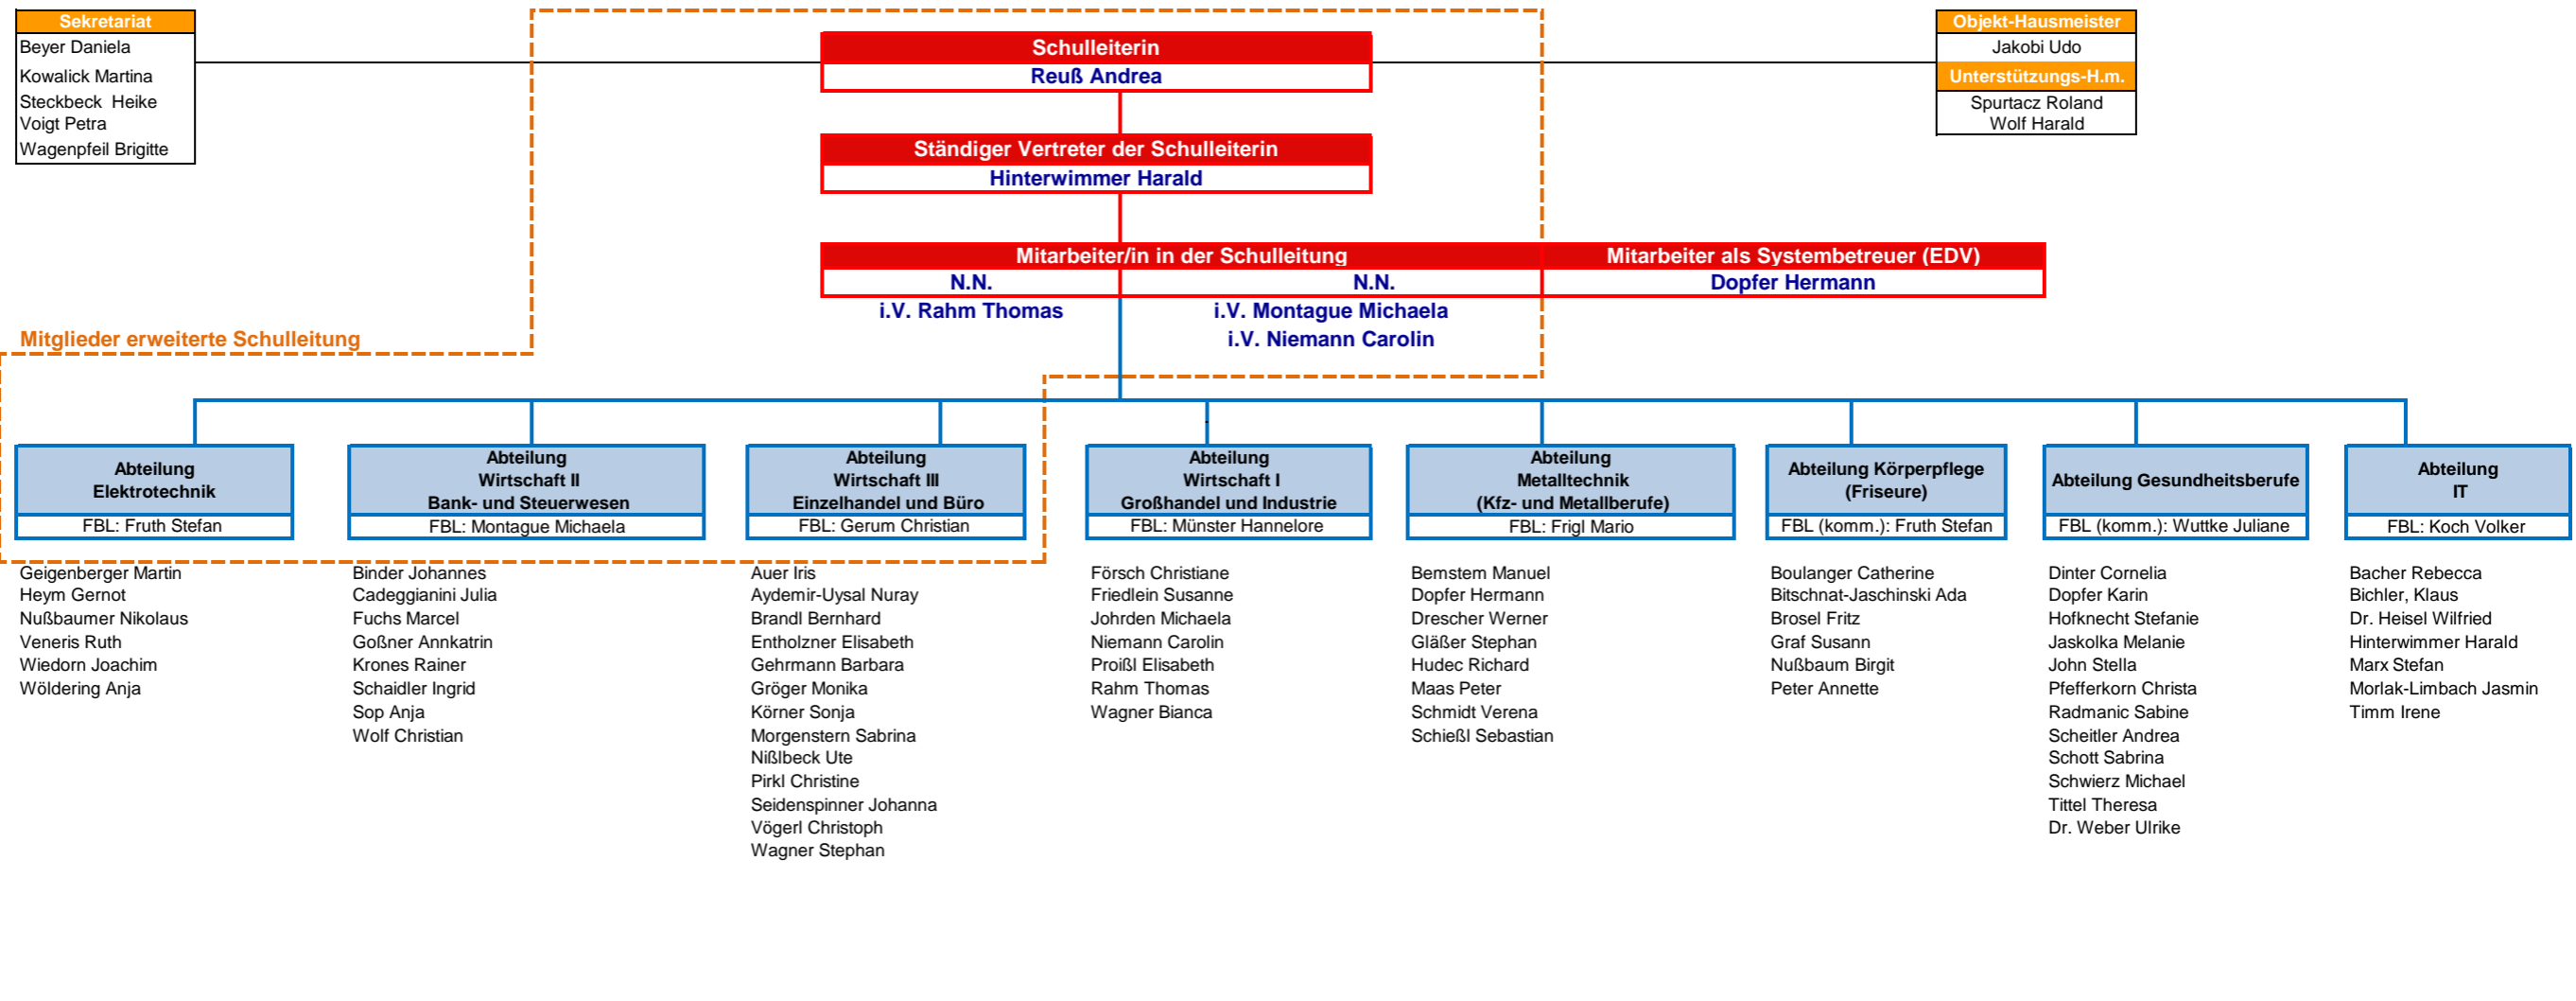 Sekretariat
Beyer Daniela
Kowalick Martina
Steckbeck  Heike
Voigt Petra
Wagenpfeil Brigitte
Schulleiterin
Reuß Andrea
Objekt-Hausmeister
Jakobi Udo
Unterstützungs-H.m.
Spurtacz Roland
Wolf Harald
Ständiger Vertreter der Schulleiterin
Hinterwimmer Harald
Mitarbeiter/in in der Schulleitung
Mitarbeiter als Systembetreuer (EDV)
N.N.
N.N.
Dopfer Hermann
i.V. Rahm Thomas
i.V. Montague Michaela
i.V. Niemann Carolin
Mitglieder erweiterte Schulleitung
Abteilung
Elektrotechnik
FBL: Fruth Stefan
Geigenberger Martin
Heym Gernot
Nußbaumer Nikolaus
Veneris Ruth
Wiedorn Joachim
Wöldering Anja
Abteilung
Wirtschaft II
Bank- und Steuerwesen
FBL: Montague Michaela
Binder Johannes
Cadeggianini Julia
Fuchs Marcel
Goßner Annkatrin
Krones Rainer
Schaidler Ingrid
Sop Anja
Wolf Christian
Abteilung
Wirtschaft III
Einzelhandel und Büro
FBL: Gerum Christian
Auer Iris
Aydemir-Uysal Nuray
Brandl Bernhard
Entholzner Elisabeth
Gehrmann Barbara
Gröger Monika
Körner Sonja
Morgenstern Sabrina
Nißlbeck Ute
Pirkl Christine
Seidenspinner Johanna
Vögerl Christoph
Wagner Stephan
Abteilung
Wirtschaft I
Großhandel und Industrie
FBL: Münster Hannelore
Försch Christiane
Friedlein Susanne
Johrden Michaela
Niemann Carolin
Proißl Elisabeth
Rahm Thomas
Wagner Bianca
Abteilung
Metalltechnik
(Kfz- und Metallberufe)
FBL: Frigl Mario
Bemstem Manuel
Dopfer Hermann
Drescher Werner
Gläßer Stephan
Hudec Richard
Maas Peter
Schmidt Verena
Schießl Sebastian
Abteilung Körperpflege
(Friseure)
FBL (komm.): Fruth Stefan
Boulanger Catherine
Bitschnat-Jaschinski Ada
Brosel Fritz
Graf Susann
Nußbaum Birgit
Peter Annette
Abteilung Gesundheitsberufe
FBL (komm.): Wuttke Juliane
Dinter Cornelia
Dopfer Karin
Hofknecht Stefanie
Jaskolka Melanie
John Stella
Pfefferkorn Christa
Radmanic Sabine
Scheitler Andrea
Schott Sabrina
Schwierz Michael
Tittel Theresa
Dr. Weber Ulrike
Abteilung
IT
FBL: Koch Volker
Bacher Rebecca
Bichler, Klaus
Dr. Heisel Wilfried
Hinterwimmer Harald
Marx Stefan
Morlak-Limbach Jasmin
Timm Irene